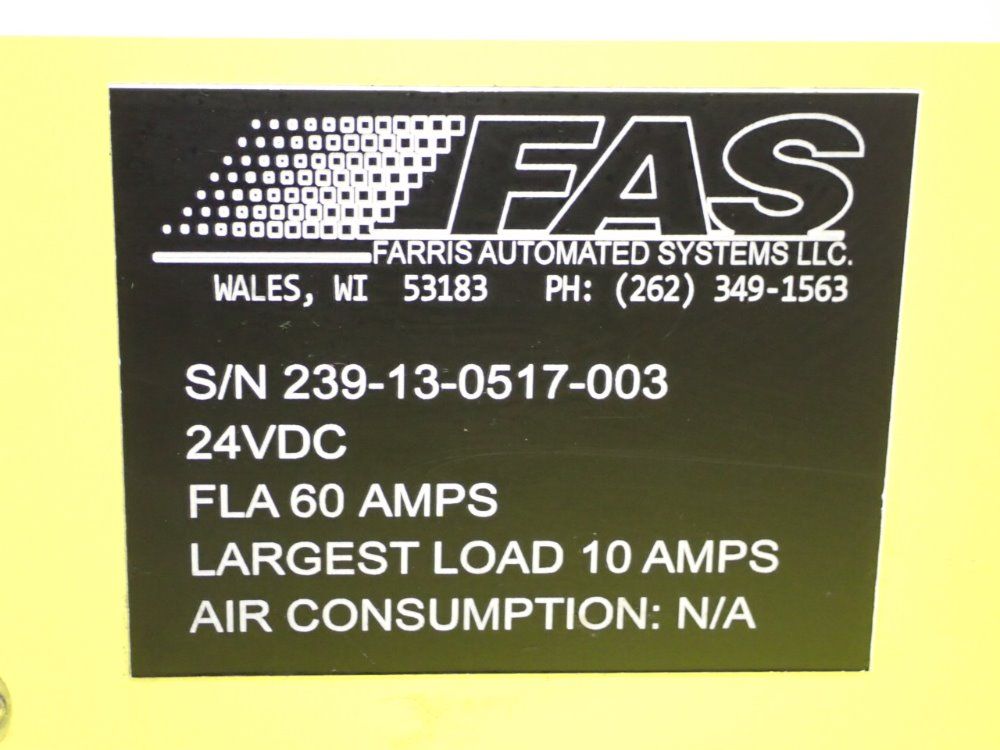 FAS
FARRIS AUTOMATED SYSTEMS LLC.
WALES, WI 53183 PH: (262) 349-1563
S/N 239-13-0517-003
24VDC
FLA 60 AMPS
LARGEST LOAD 10 AMPS
AIR CONSUMPTION: N/A